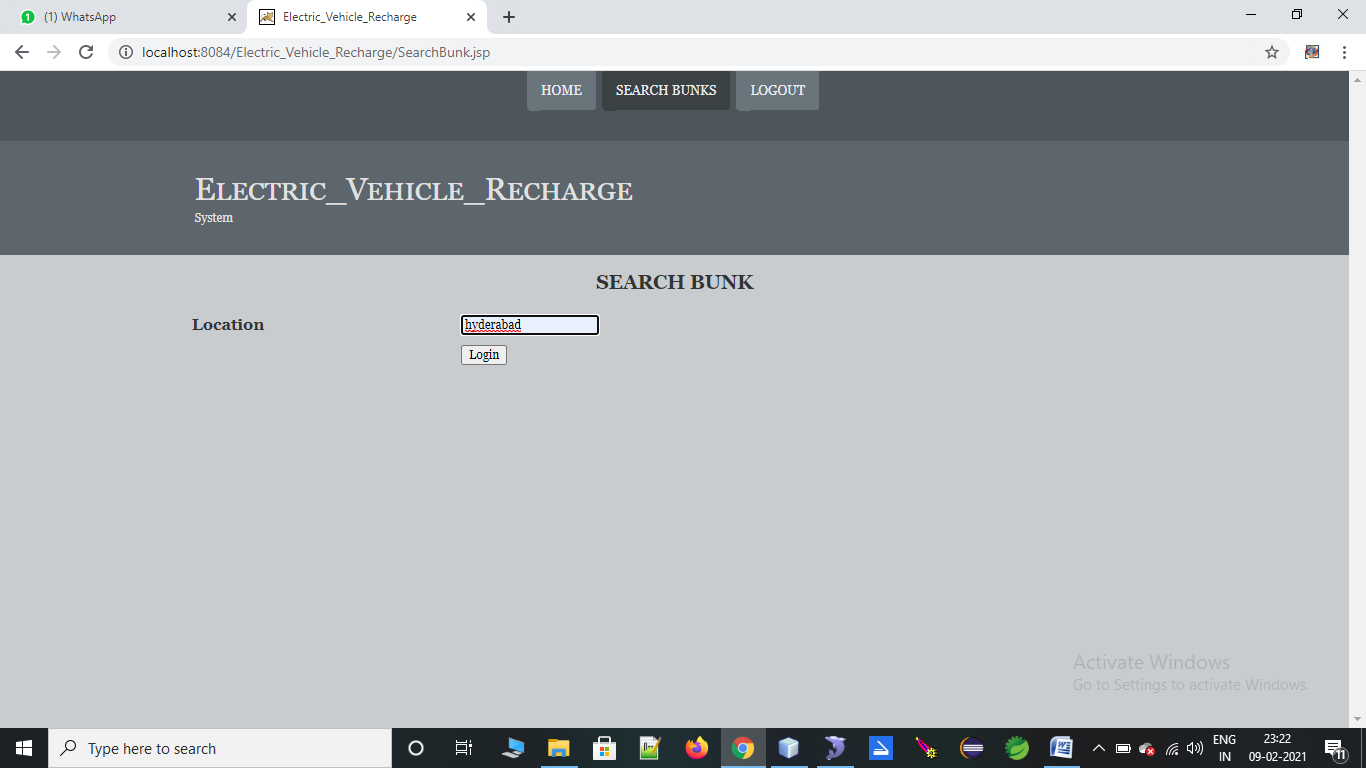 (1) WhatsApp
Electric_Vehicle_Recharge
localhost:8084/Electric_Vehicle_Recharge/SearchBunk.jsp
HOME SEARCH BUNKS LOGOUT
Electric_Vehicle_Recharge
System
SEARCH BUNK
Location hyderabad
Login
Activate Windows
Go to Settings to activate Windows.
Type here to search
ENG 23:22
IN 09-02-2021
11